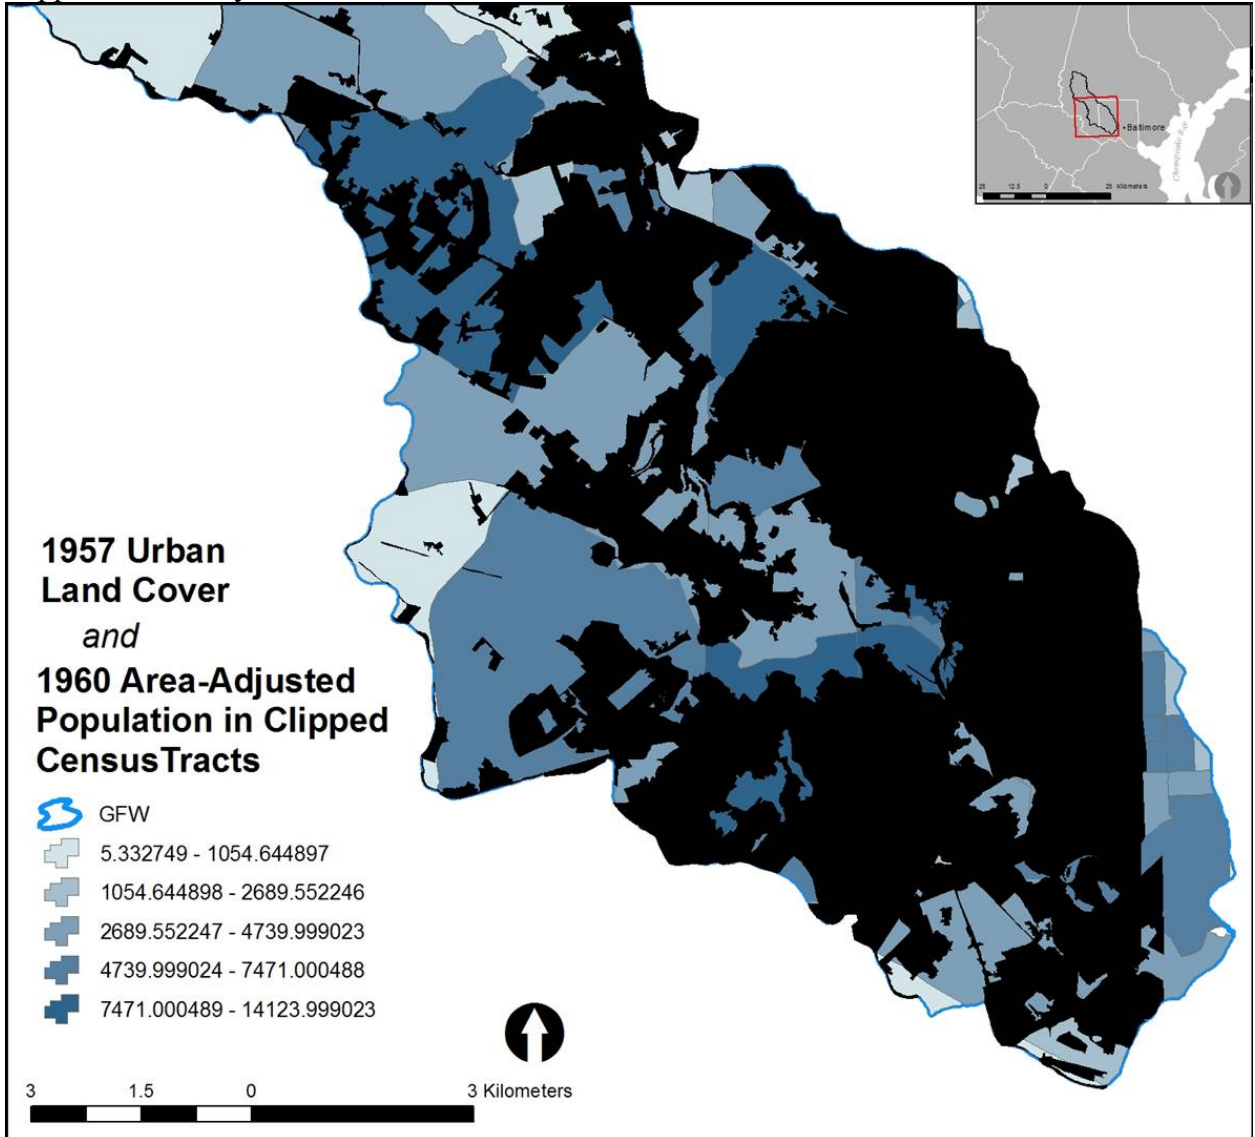 Baltimore
Chesapeake Bay
25 12.5 0 25 Kilometers
1957 Urban
Land Cover
and
1960 Area-Adjusted
Population in Clipped
CensusTracts
GFW
5.332749 - 1054.644897
1054.644898 - 2689.552246
2689.552247 - 4739.999023
4739.999024 - 7471.000488
7471.000489 - 14123.999023
3 1.5 0 3 Kilometers